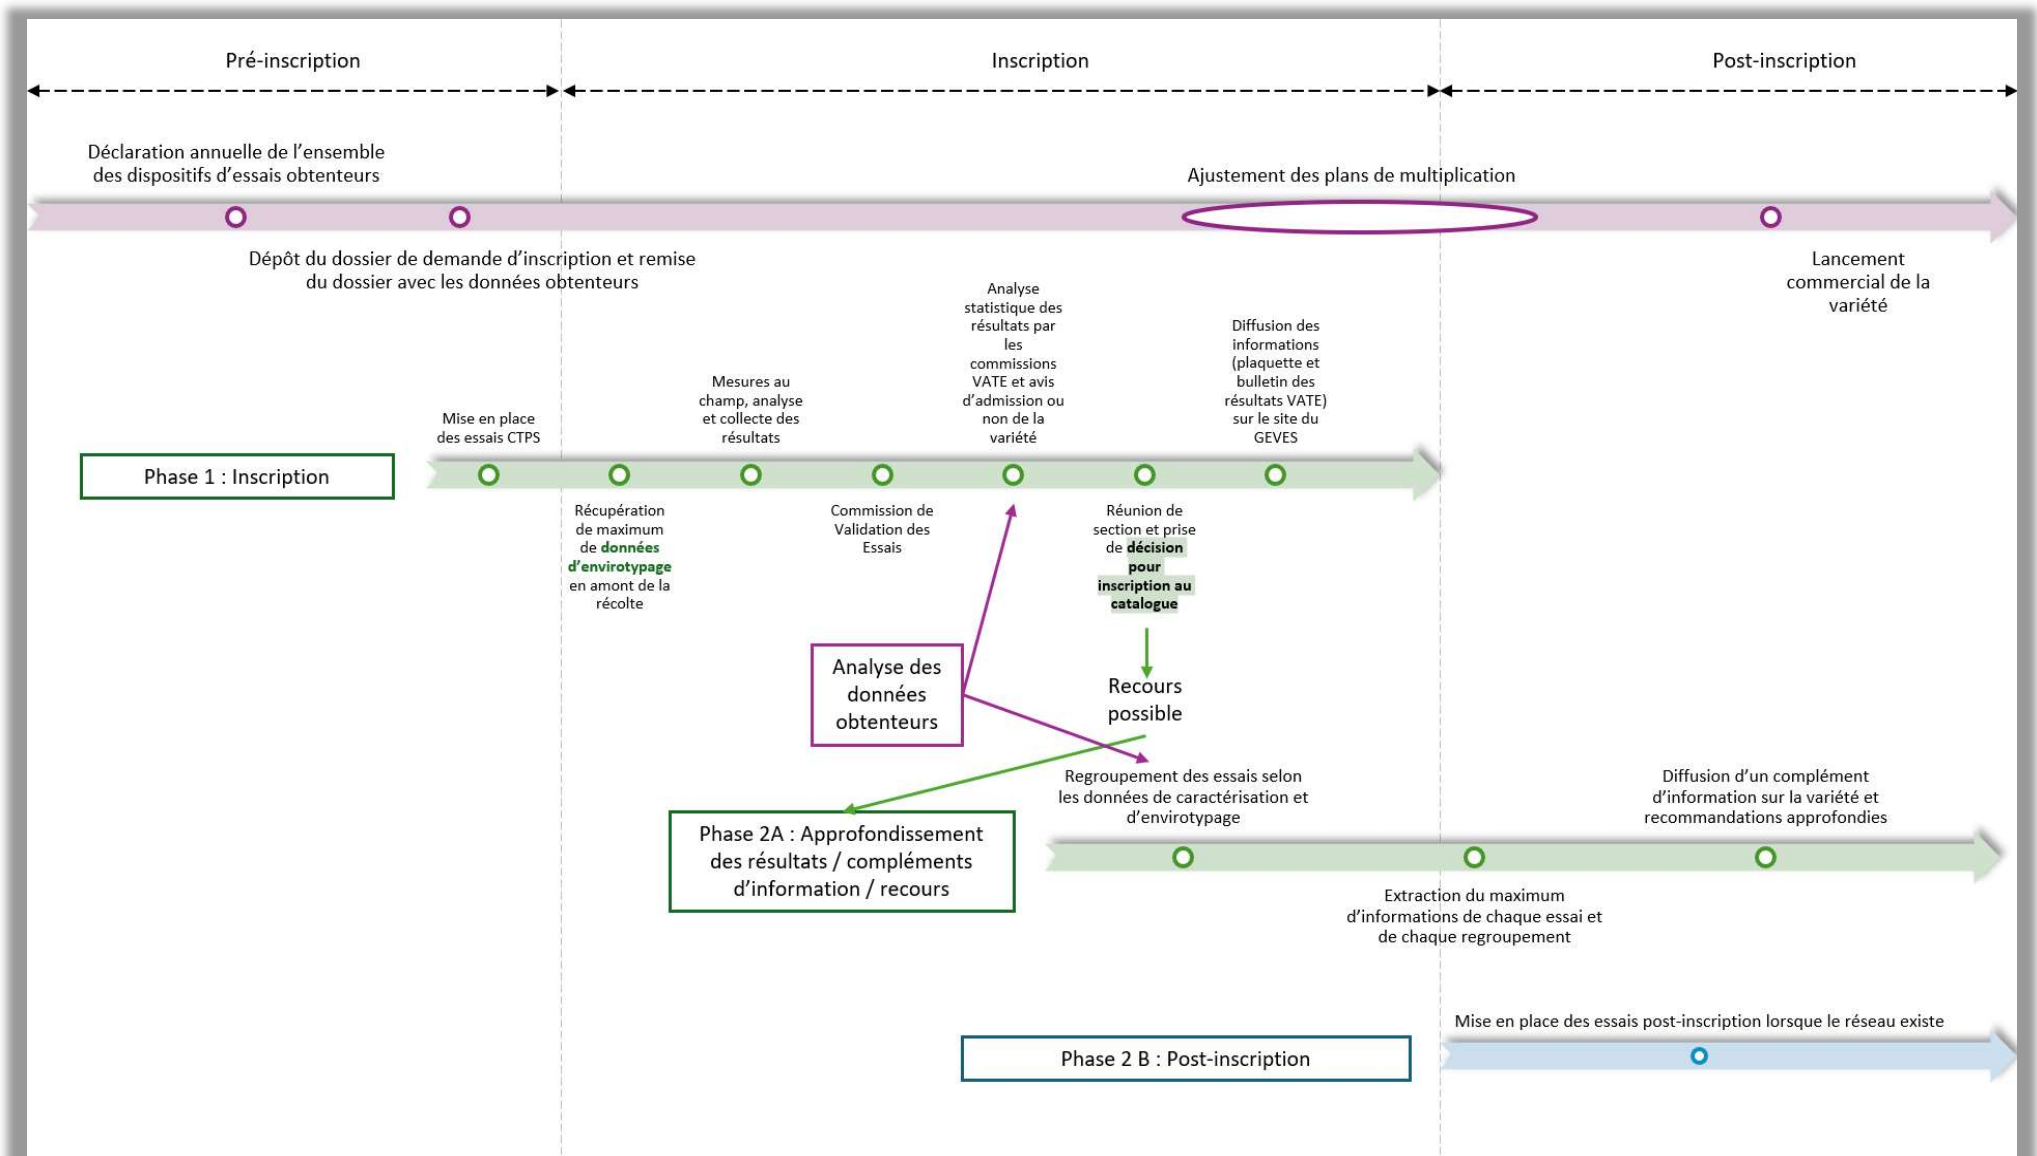 Pré-inscription
Inscription
Post-inscription
Déclaration annuelle de l’ensemble
des dispositifs d’essais obtenteurs
Ajustement des plans de multiplication
Dépôt du dossier de demande d’inscription et remise
du dossier avec les données obtenteurs
Lancement
commercial de la
variété
Mise en place
des essais CTPS
Mesures au
champ, analyse
et collecte des
résultats
Analyse
statistique des
résultats par
les
commissions
VATE et avis
d’admission ou
non de la
variété
Diffusion des
informations
(plaquette et
bulletin des
résultats VATE)
sur le site du
GEVES
Phase 1 : Inscription
Récupération
de maximum
de données
d’envirotypage
en amont de la
récolte
Commission de
Validation des
Essais
Réunion de
section et prise
de décision
pour
inscription au
catalogue
Analyse des
données
obtenteurs
Recours
possible
Regroupement des essais selon
les données de caractérisation et
d’envirotypage
Diffusion d’un complément
d’information sur la variété et
recommandations approfondies
Phase 2A : Approfondissement
des résultats / compléments
d’information / recours
Extraction du maximum
d’informations de chaque essai et
de chaque regroupement
Mise en place des essais post-inscription lorsque le réseau existe
Phase 2 B : Post-inscription